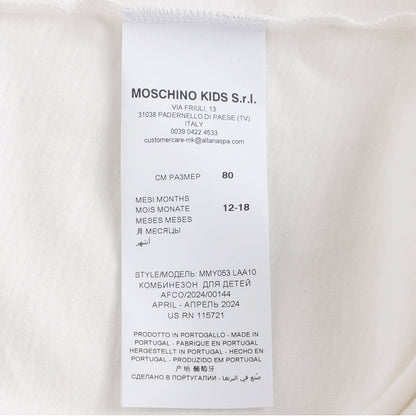 MOSCHINO KIDS S.r.l.
VIA FRIULI, 13
31038 PADERNELLO DI PAESE (TV)
ITALY
0039 0422 4533
customercare-mk@altanaspa.com
CM РАЗМЕР 80
MESI MONTHS
MOIS MONATE 12-18
MESES MESES
月 МЕСЯЦЫ
أشهر
STYLE/МОДЕЛЬ: MMY053 LAA10
КОМБИНЕЗОН ДЛЯ ДЕТЕЙ
AFCO/2024/00144
APRIL - АПРЕЛЬ 2024
US RN 115721
PRODOTTO IN PORTOGALLO - MADE IN
PORTUGAL - FABRIQUE EN PORTUGAL
HERGESTELLT IN PORTUGAL - HECHO EN
PORTUGAL - PRODUZIDO EM PORTUGAL
产地 葡萄牙
СДЕЛАНО В ПОРТУГАЛИИ - صنع في البرتغال